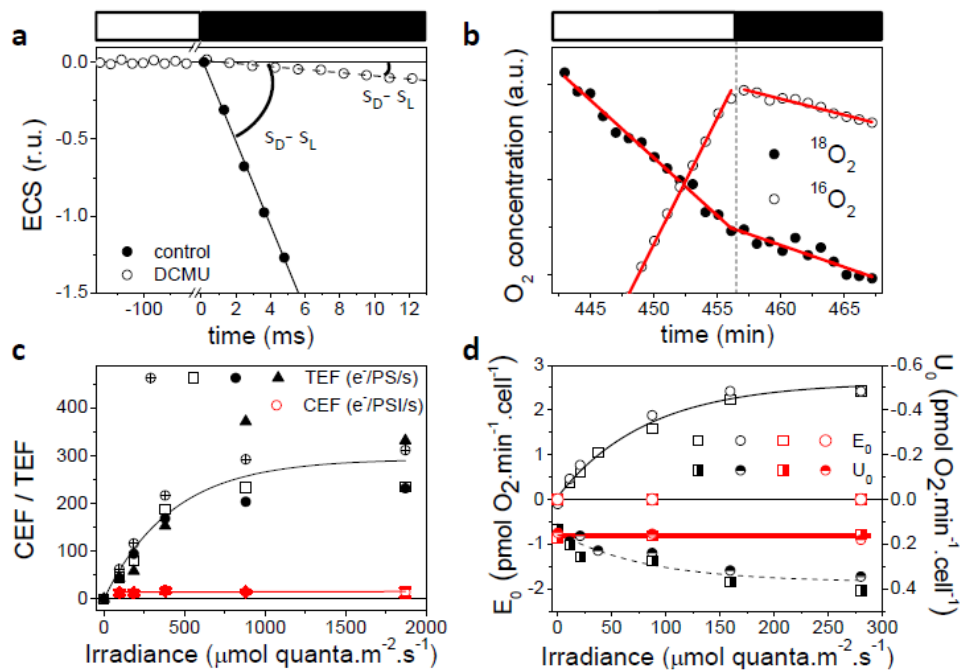 a
0.0
-0.5
-1.0
-1.5
ECS (r.u.)
S_D - S_L
S_D - S_L
control
DCMU
-100 0 2 4 6 8 10 12
time (ms)
b
O₂ concentration (a.u.)
¹⁸O₂
¹⁶O₂
445 450 455 460 465
time (min)
c
CEF / TEF
400
300
200
100
0
TEF (e⁻/PS/s)
CEF (e⁻/PSI/s)
0 500 1000 1500 2000
Irradiance (μmol quanta.m⁻².s⁻¹)
d
E₀ (pmol O₂.min⁻¹.cell⁻¹)
3
2
1
0
-1
-2
E₀
U₀
-0.6
-0.4
-0.2
0.0
0.2
0.4
U₀ (pmol O₂.min⁻¹.cell⁻¹)
0 50 100 150 200 250 300
Irradiance (μmol quanta.m⁻².s⁻¹)